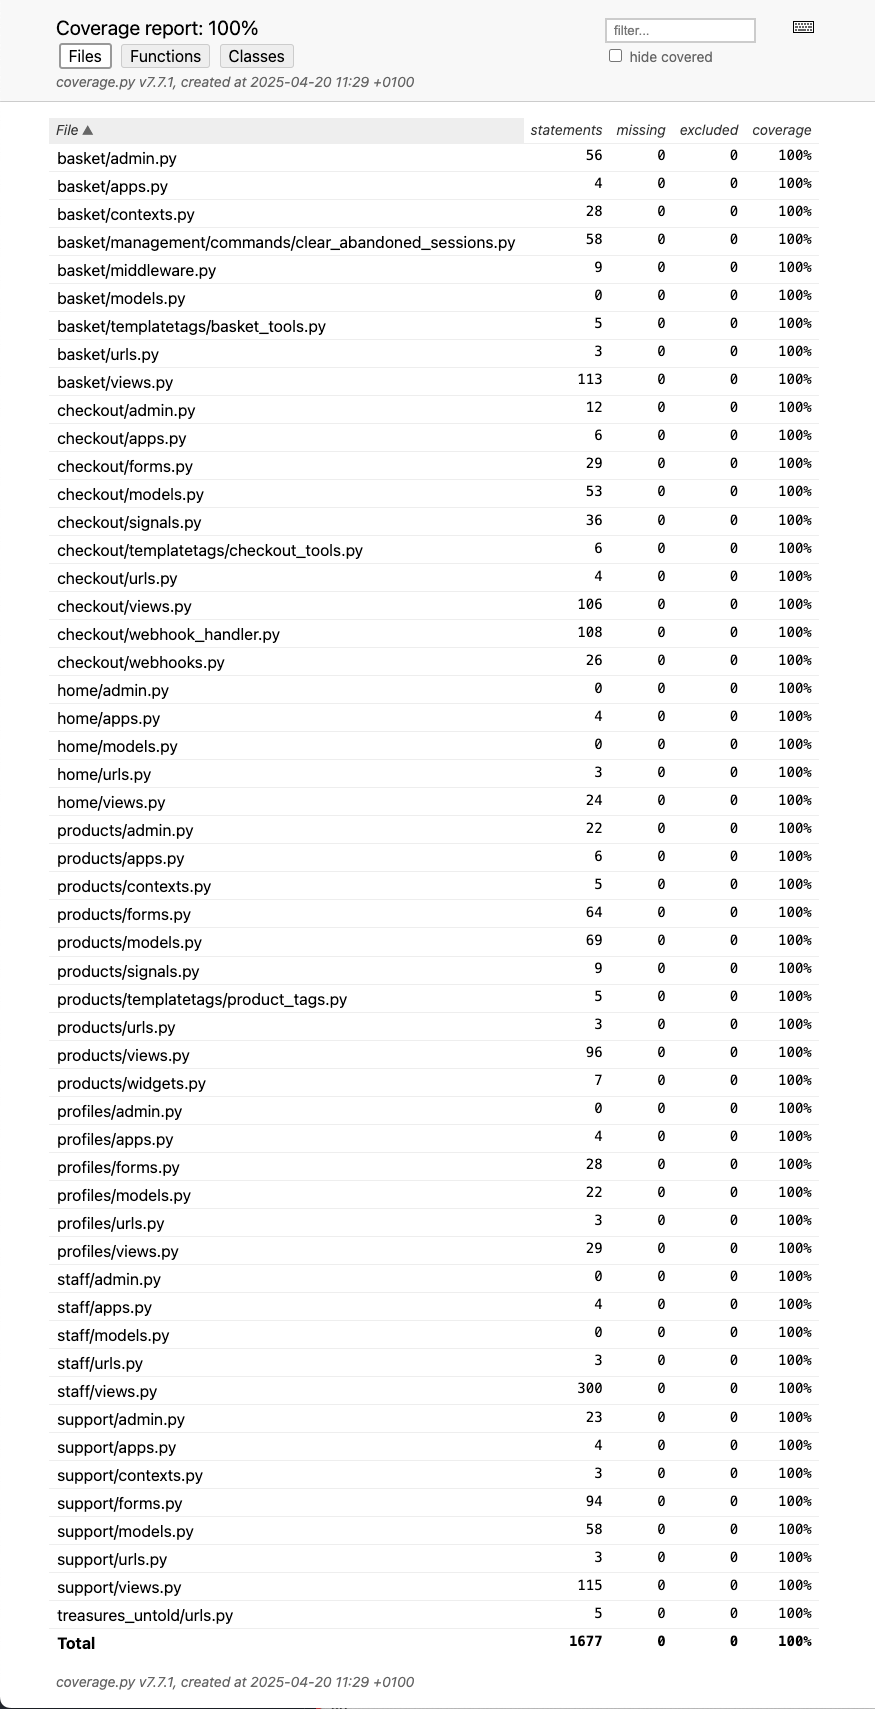 Coverage report: 100%
filter...
Files Functions Classes
hide covered
coverage.py v7.7.1, created at 2025-04-20 11:29 +0100
File ▲ statements missing excluded coverage
basket/admin.py 56 0 0 100%
basket/apps.py 4 0 0 100%
basket/contexts.py 28 0 0 100%
basket/management/commands/clear_abandoned_sessions.py 58 0 0 100%
basket/middleware.py 9 0 0 100%
basket/models.py 0 0 0 100%
basket/templatetags/basket_tools.py 5 0 0 100%
basket/urls.py 3 0 0 100%
basket/views.py 113 0 0 100%
checkout/admin.py 12 0 0 100%
checkout/apps.py 6 0 0 100%
checkout/forms.py 29 0 0 100%
checkout/models.py 53 0 0 100%
checkout/signals.py 36 0 0 100%
checkout/templatetags/checkout_tools.py 6 0 0 100%
checkout/urls.py 4 0 0 100%
checkout/views.py 106 0 0 100%
checkout/webhook_handler.py 108 0 0 100%
checkout/webhooks.py 26 0 0 100%
home/admin.py 0 0 0 100%
home/apps.py 4 0 0 100%
home/models.py 0 0 0 100%
home/urls.py 3 0 0 100%
home/views.py 24 0 0 100%
products/admin.py 22 0 0 100%
products/apps.py 6 0 0 100%
products/contexts.py 5 0 0 100%
products/forms.py 64 0 0 100%
products/models.py 69 0 0 100%
products/signals.py 9 0 0 100%
products/templatetags/product_tags.py 5 0 0 100%
products/urls.py 3 0 0 100%
products/views.py 96 0 0 100%
products/widgets.py 7 0 0 100%
profiles/admin.py 0 0 0 100%
profiles/apps.py 4 0 0 100%
profiles/forms.py 28 0 0 100%
profiles/models.py 22 0 0 100%
profiles/urls.py 3 0 0 100%
profiles/views.py 29 0 0 100%
staff/admin.py 0 0 0 100%
staff/apps.py 4 0 0 100%
staff/models.py 0 0 0 100%
staff/urls.py 3 0 0 100%
staff/views.py 300 0 0 100%
support/admin.py 23 0 0 100%
support/apps.py 4 0 0 100%
support/contexts.py 3 0 0 100%
support/forms.py 94 0 0 100%
support/models.py 58 0 0 100%
support/urls.py 3 0 0 100%
support/views.py 115 0 0 100%
treasures_untold/urls.py 5 0 0 100%
Total 1677 0 0 100%
coverage.py v7.7.1, created at 2025-04-20 11:29 +0100